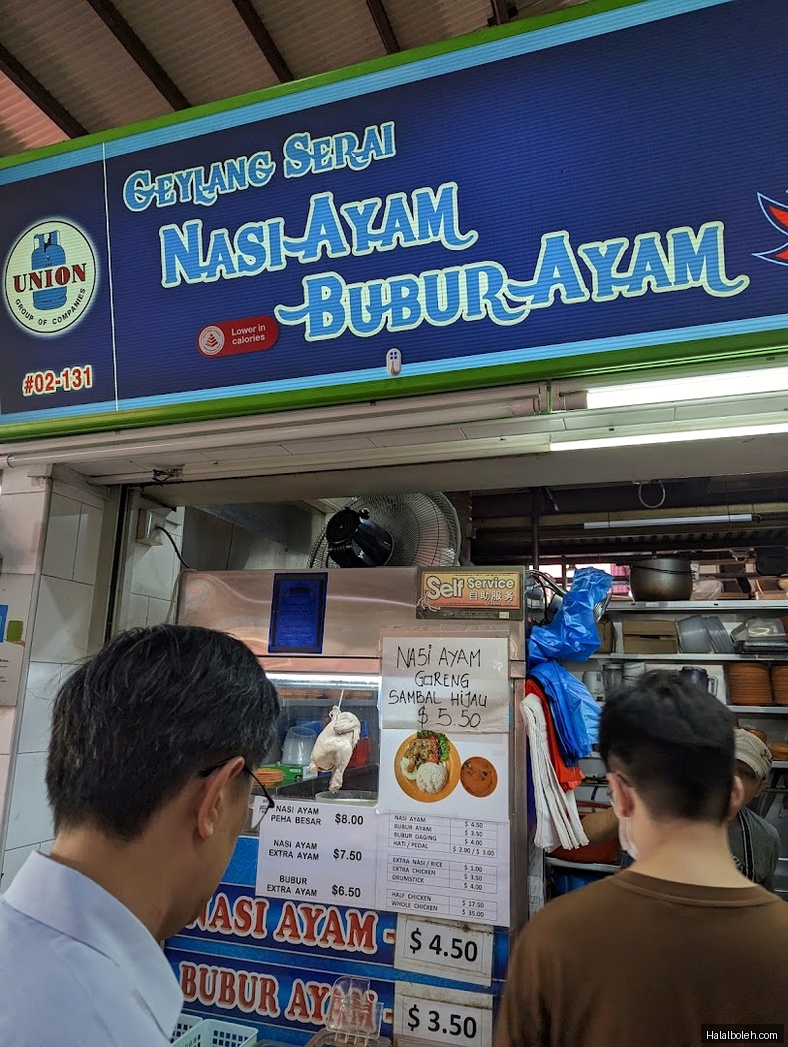 GEYLANG SERAI
NASI AYAM
BUBUR AYAM
UNION
GROUP OF COMPANIES
Lower in
calories
#02-131
Self Service
自助服务
NASI AYAM
GORENG
SAMBAL HIJAU
$ 5.50
NASI AYAM
PEHA BESAR $8.00
NASI AYAM
EXTRA AYAM $7.50
BUBUR
EXTRA AYAM $6.50
NASI AYAM $ 4.50
BUBUR AYAM $ 3.50
BUBUR DAGING $ 4.00
HATI / PEDAL $ 2.00 / $ 3.00
EXTRA NASI / RICE $ 1.00
EXTRA CHICKEN $ 3.50
DRUMSTICK $ 4.00
HALF CHICKEN $ 17.50
WHOLE CHICKEN $ 35.00
NASI AYAM - $ 4.50
BUBUR AYAM - $ 3.50
Halalboleh.com